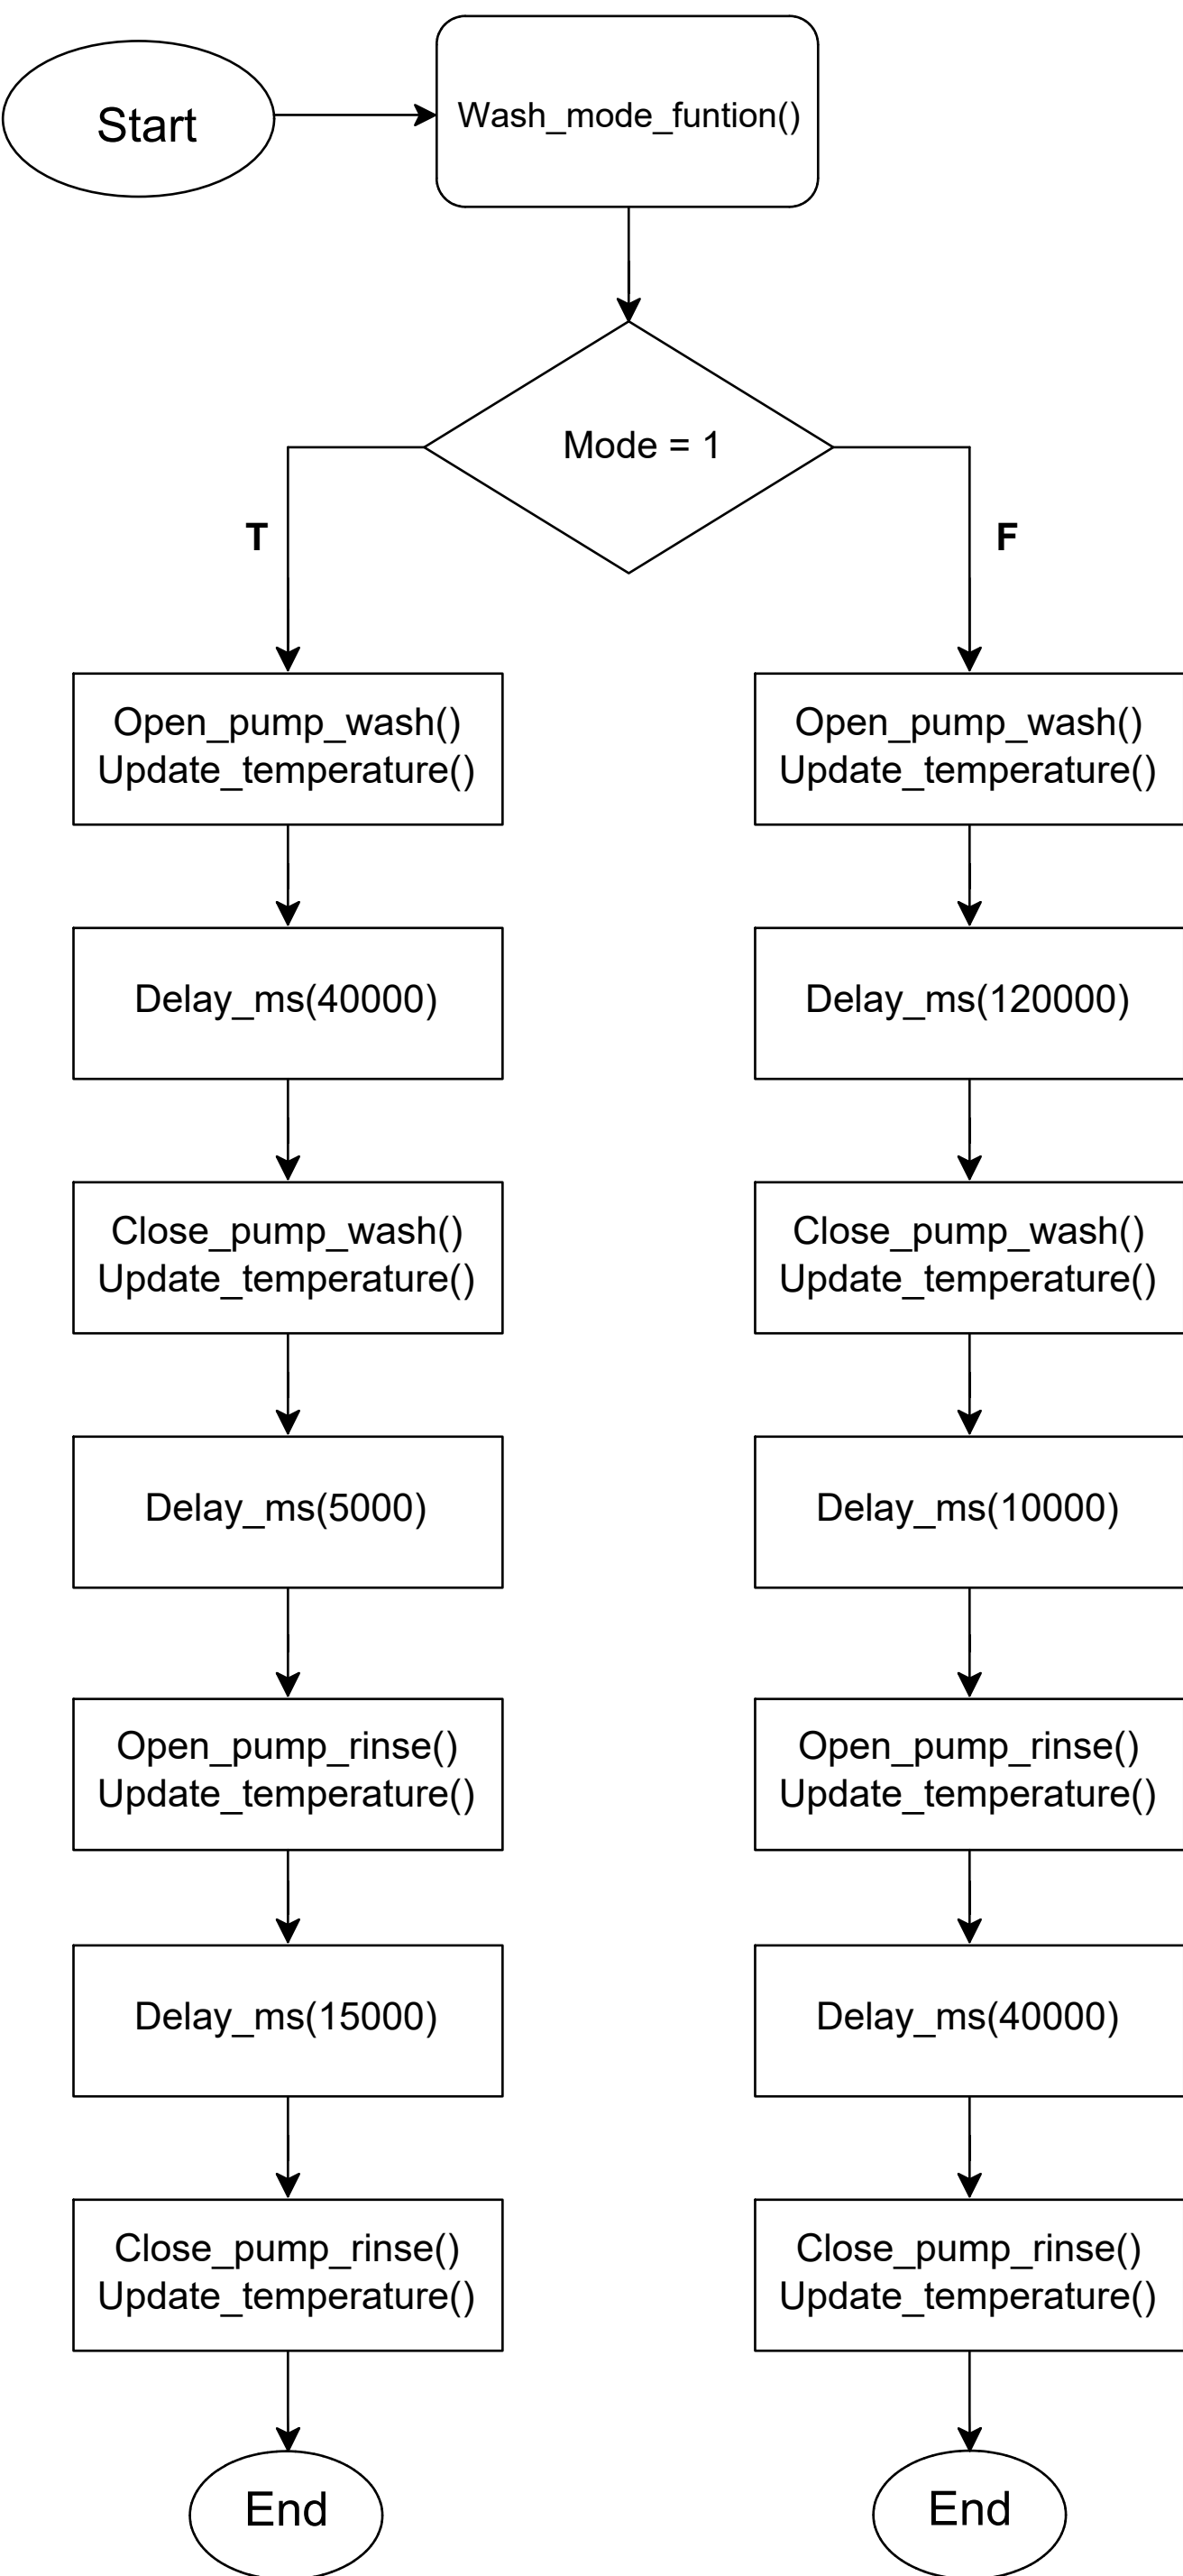 Start
Wash_mode_funtion()
Mode = 1
T
F
Open_pump_wash()
Update_temperature()
Delay_ms(40000)
Close_pump_wash()
Update_temperature()
Delay_ms(5000)
Open_pump_rinse()
Update_temperature()
Delay_ms(15000)
Close_pump_rinse()
Update_temperature()
End
Open_pump_wash()
Update_temperature()
Delay_ms(120000)
Close_pump_wash()
Update_temperature()
Delay_ms(10000)
Open_pump_rinse()
Update_temperature()
Delay_ms(40000)
Close_pump_rinse()
Update_temperature()
End